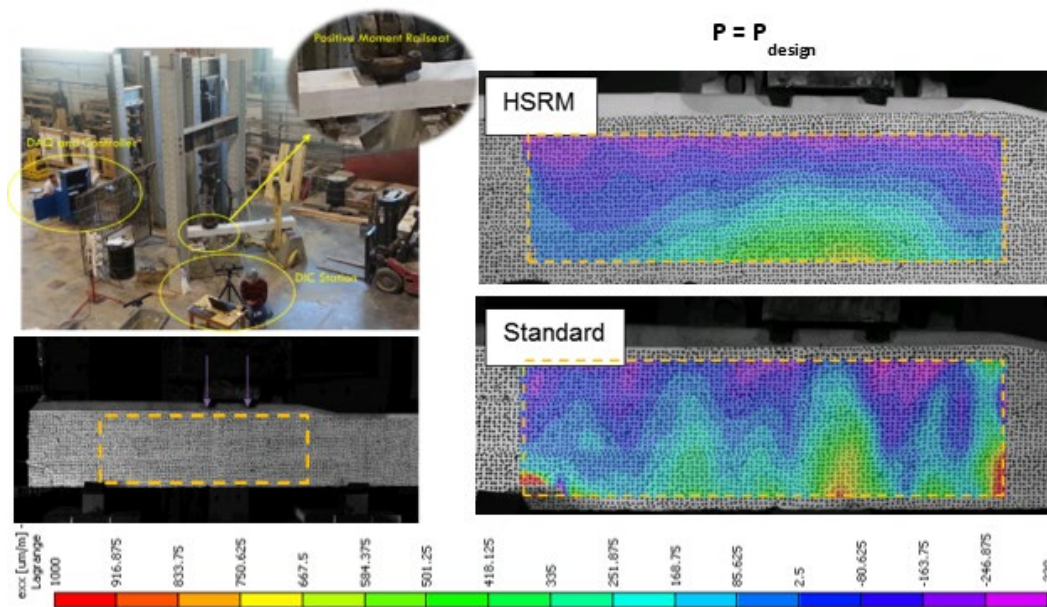 Positive Moment Railseat
DAQ and Controller
DIC Station
P = P design
HSRM
Standard
exx [um/m] -
Lagrange
1000
916.875
833.75
750.625
667.5
584.375
501.25
418.125
335
251.875
168.75
85.625
2.5
-80.625
-163.75
-246.875